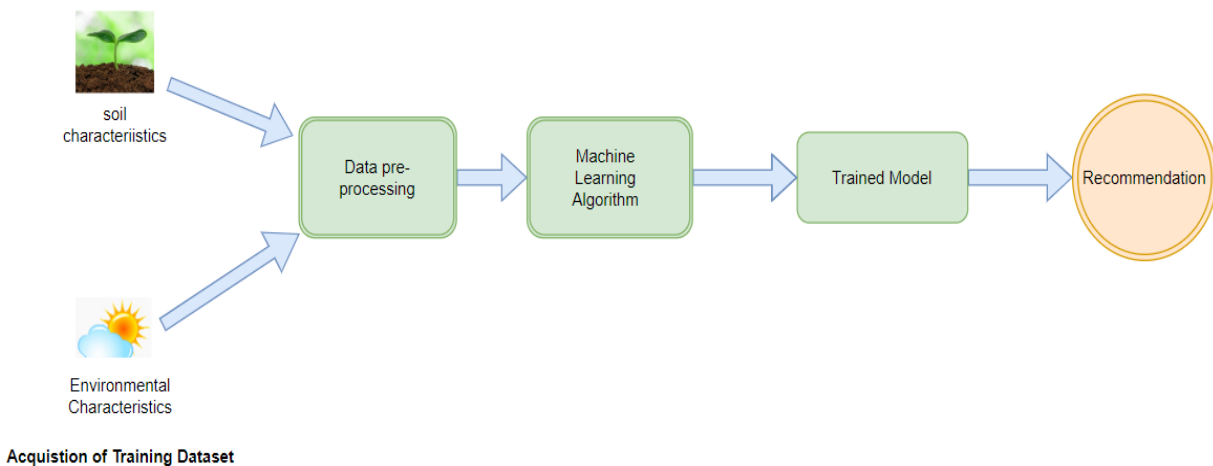 soil
characteriistics
Data pre-
processing
Machine
Learning
Algorithm
Trained Model
Recommendation
Environmental
Characteristics
Acquistion of Training Dataset